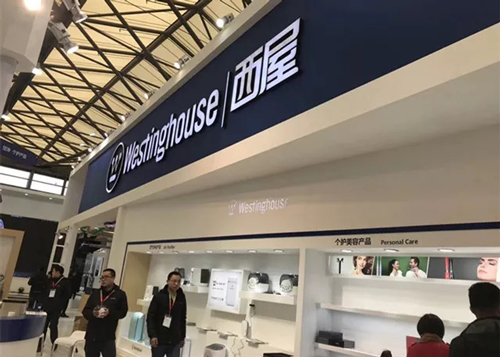 Westinghouse 西屋
Westinghouse
个护美容产品 Personal Care